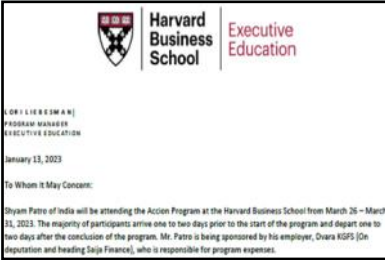 Harvard
Business
School
Executive
Education
LORI LIEBESMAN|
PROGRAM MANAGER
EXECUTIVE EDUCATION
January 13, 2023
To Whom it May Concern:
Shyam Patro of India will be attending the Accion Program at the Harvard Business School from March 26 – March
31, 2023. The majority of participants arrive one to two days prior to the start of the program and depart one to
two days after the conclusion of the program. Mr. Patro is being sponsored by his employer, Dvara KGFS (On
deputation and heading Saija Finance), who is responsible for program expenses.